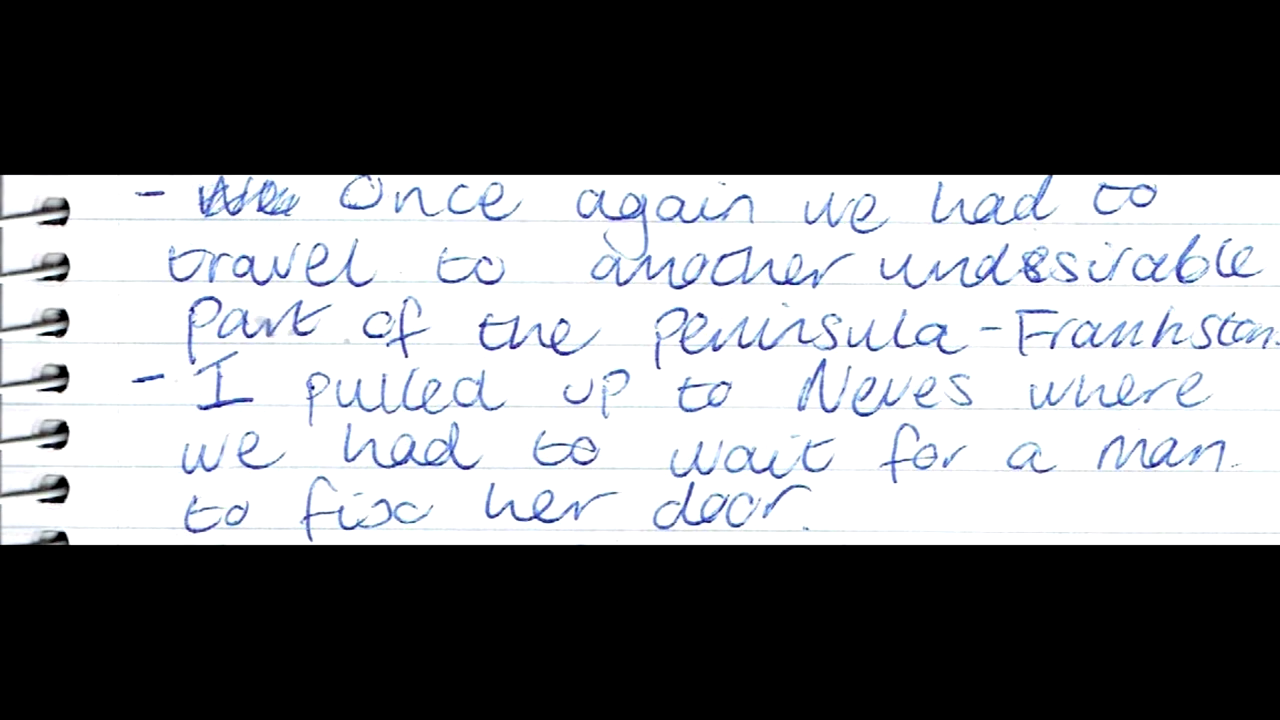 - Once again we had to
travel to another undesirable
part of the peninsula - Frankston.
- I pulled up to Neves where
we had to wait for a man
to fix her door.